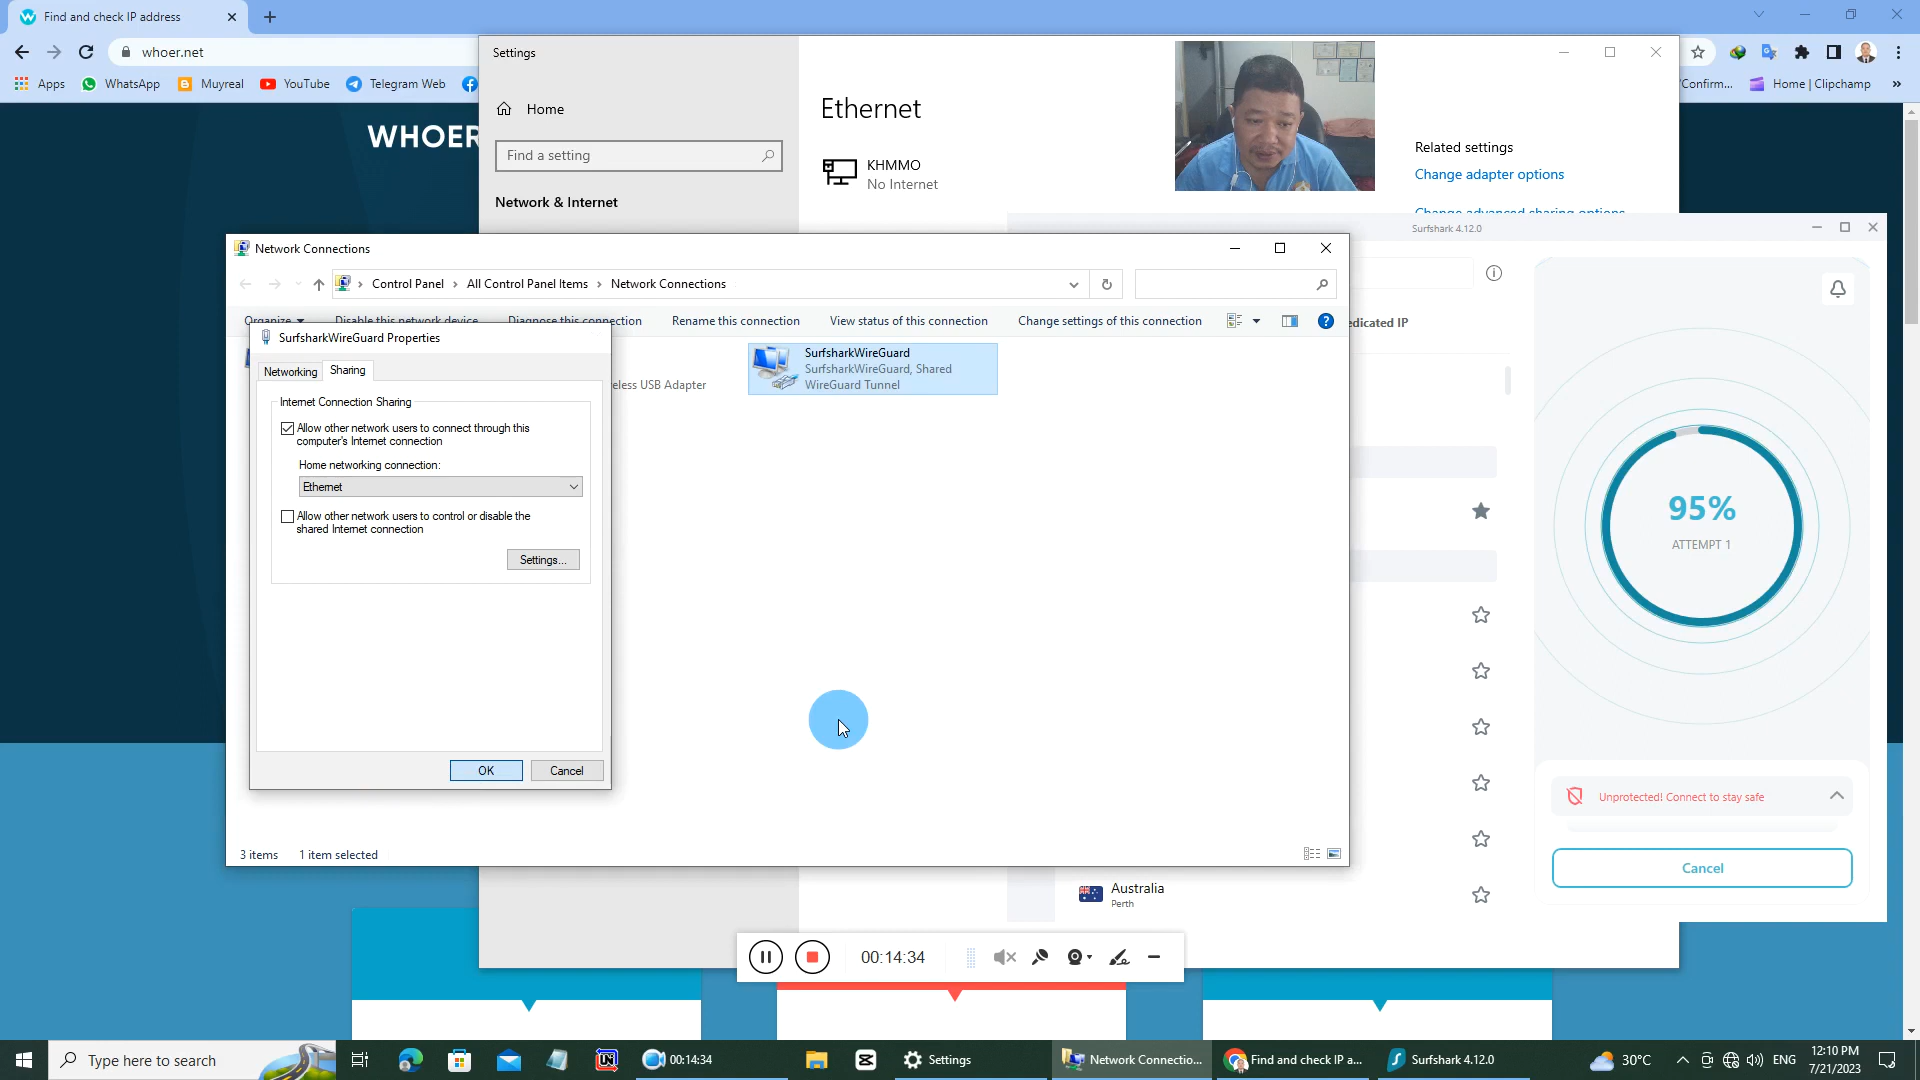 Find and check IP address
whoer.net
Apps
WhatsApp
Muyreal
YouTube
Telegram Web
Confirm...
Home | Clipchamp
»
WHOER
Settings
Home
Find a setting
Network & Internet
Ethernet
KHMMO
No Internet
Related settings
Change adapter options
Change advanced sharing options
Surfshark 4.12.0
Network Connections
Control Panel > All Control Panel Items > Network Connections
Organize
Disable this network device
Diagnose this connection
Rename this connection
View status of this connection
Change settings of this connection
edicated IP
SurfsharkWireGuard Properties
Networking
Sharing
eless USB Adapter
SurfsharkWireGuard
SurfsharkWireGuard, Shared
WireGuard Tunnel
Internet Connection Sharing
Allow other network users to connect through this
computer's Internet connection
Home networking connection:
Ethernet
Allow other network users to control or disable the
shared Internet connection
Settings...
OK
Cancel
3 items
1 item selected
95%
ATTEMPT 1
Unprotected! Connect to stay safe
Cancel
Australia
Perth
00:14:34
Type here to search
00:14:34
Settings
Network Connectio...
Find and check IP a...
Surfshark 4.12.0
30°C
ENG
12:10 PM
7/21/2023